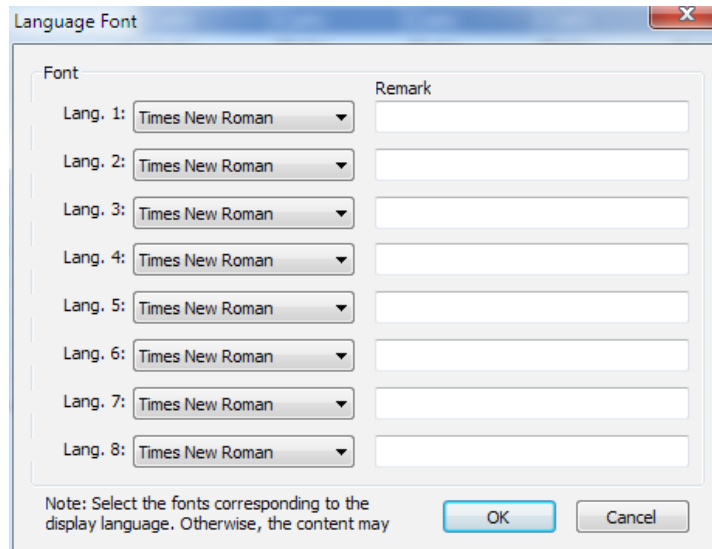 Language Font
Font
Remark
Lang. 1: Times New Roman
Lang. 2: Times New Roman
Lang. 3: Times New Roman
Lang. 4: Times New Roman
Lang. 5: Times New Roman
Lang. 6: Times New Roman
Lang. 7: Times New Roman
Lang. 8: Times New Roman
Note: Select the fonts corresponding to the
display language. Otherwise, the content may
OK Cancel